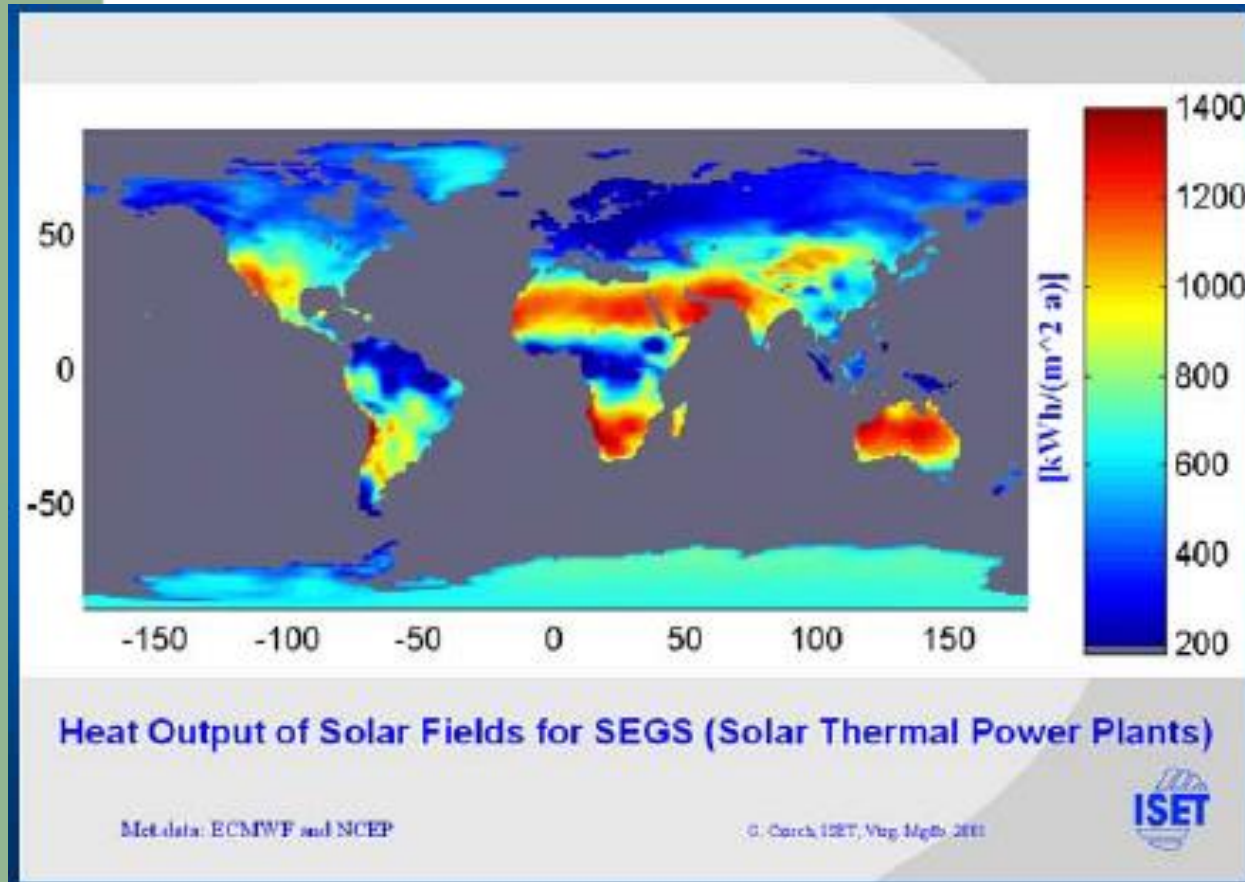 1400
1200
1000
800
600
400
200
[kWh/(m^2 a)]
50
0
-50
-150 -100 -50 0 50 100 150
Heat Output of Solar Fields for SEGS (Solar Thermal Power Plants)
Met.data: ECMWF and NCEP
G. ISET,
ISET